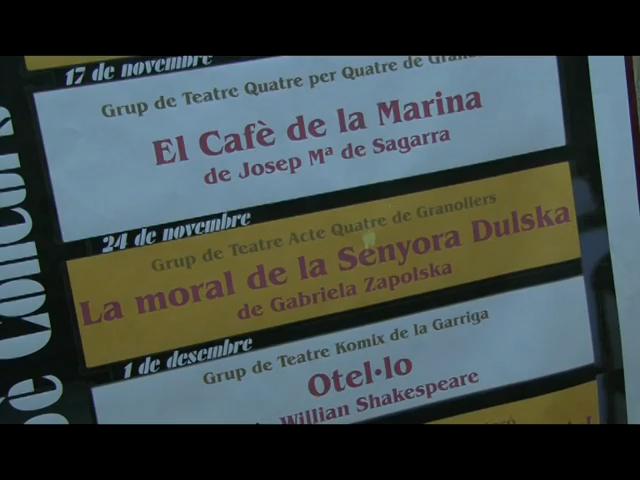 17 de novembre
Grup de Teatre Quatre per Quatre de
El Cafè de la Marina
de Josep Mª de Sagarra
24 de novembre
Grup de Teatre Acte Quatre de Granollers
La moral de la Senyora Dulska
de Gabriela Zapolska
1 de desembre
Grup de Teatre Komix de la Garriga
Otel·lo
Willian Shakespeare